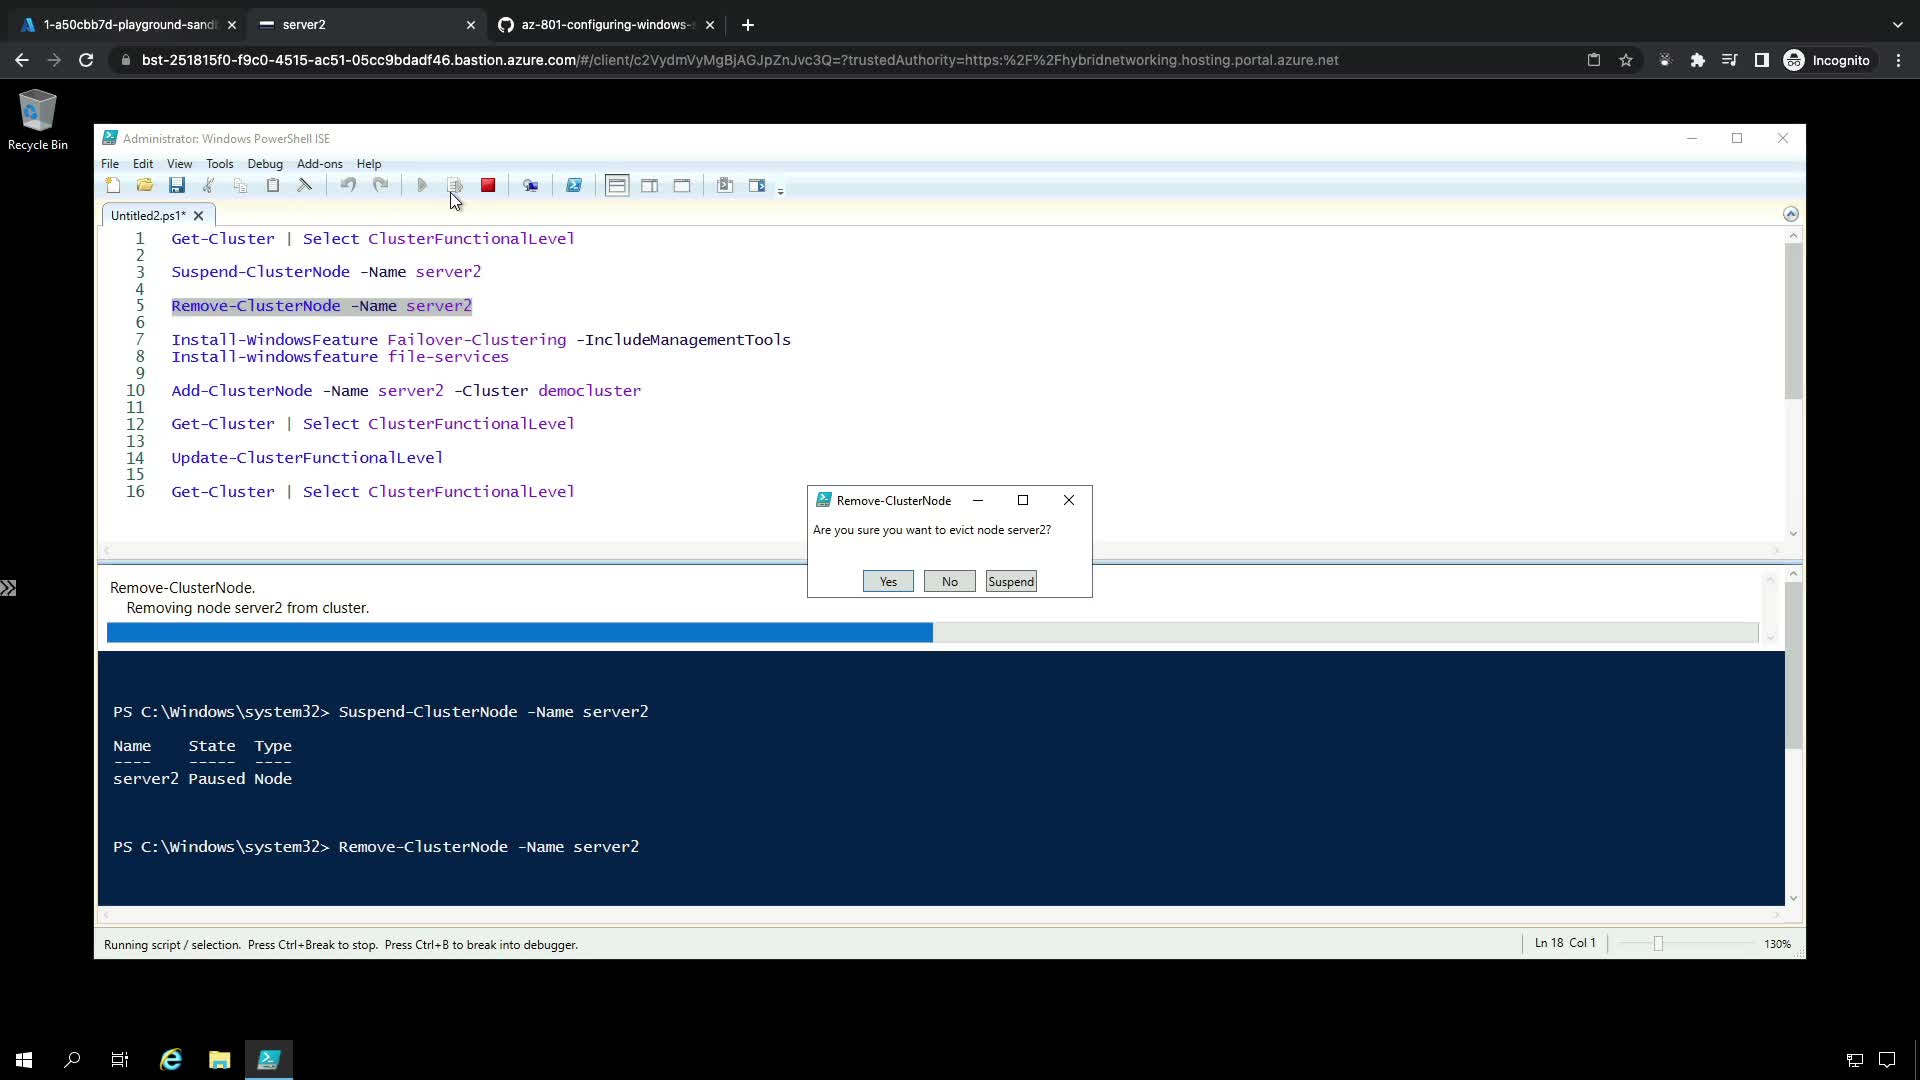 1-a50cbb7d-playground-sand
server2
az-801-configuring-windows-
bst-251815f0-f9c0-4515-ac51-05cc9bdadf46.bastion.azure.com/#/client/c2VydmVyMgBjAGJpZnJvc3Q=?trustedAuthority=https:%2F%2Fhybridnetworking.hosting.portal.azure.net
Incognito
Recycle Bin
Administrator: Windows PowerShell ISE
File Edit View Tools Debug Add-ons Help
Untitled2.ps1*
1 Get-Cluster | Select ClusterFunctionalLevel
2
3 Suspend-ClusterNode -Name server2
4
5 Remove-ClusterNode -Name server2
6
7 Install-WindowsFeature Failover-Clustering -IncludeManagementTools
8 Install-windowsfeature file-services
9
10 Add-ClusterNode -Name server2 -Cluster democluster
11
12 Get-Cluster | Select ClusterFunctionalLevel
13
14 Update-ClusterFunctionalLevel
15
16 Get-Cluster | Select ClusterFunctionalLevel
Remove-ClusterNode
Are you sure you want to evict node server2?
Yes No Suspend
Remove-ClusterNode.
Removing node server2 from cluster.
PS C:\Windows\system32> Suspend-ClusterNode -Name server2
Name State Type
---- ----- ----
server2 Paused Node
PS C:\Windows\system32> Remove-ClusterNode -Name server2
Running script / selection. Press Ctrl+Break to stop. Press Ctrl+B to break into debugger.
Ln 18 Col 1
130%